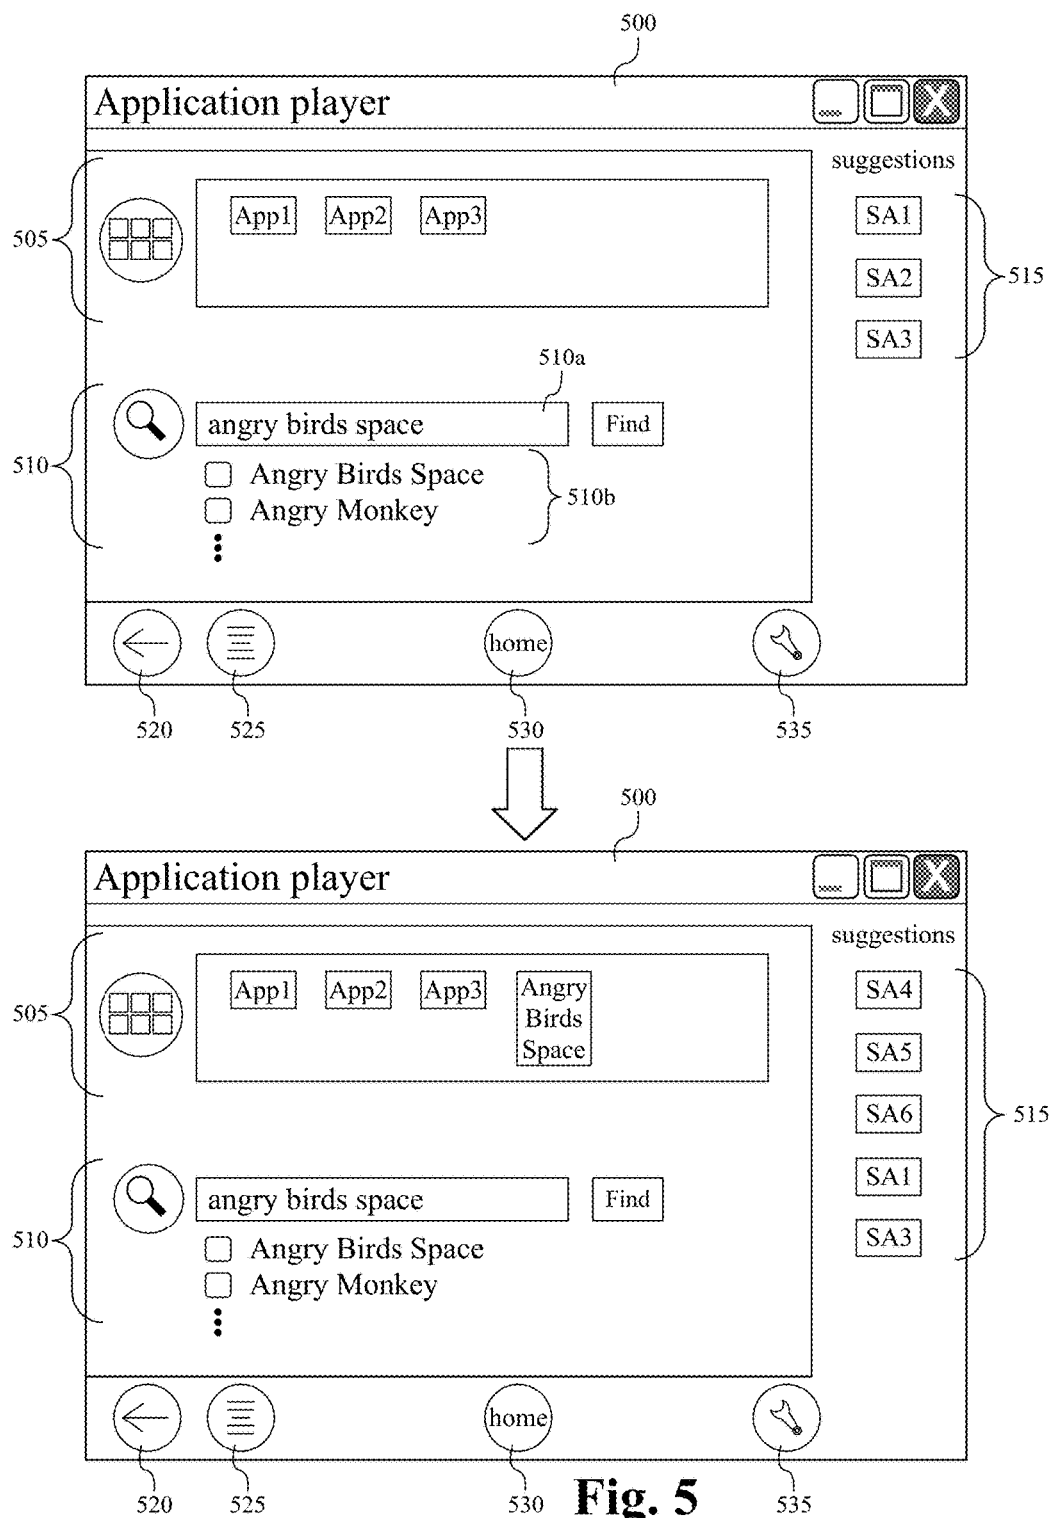 500
Application player
X
suggestions
505
App1 App2 App3
SA1
SA2
SA3
515
510a
510
angry birds space
Find
Angry Birds Space
Angry Monkey
510b
home
520 525 530 535
500
Application player
X
suggestions
505
App1 App2 App3
Angry
Birds
Space
SA4
SA5
SA6
SA1
SA3
515
510
angry birds space
Find
Angry Birds Space
Angry Monkey
home
520 525 530 535
Fig. 5